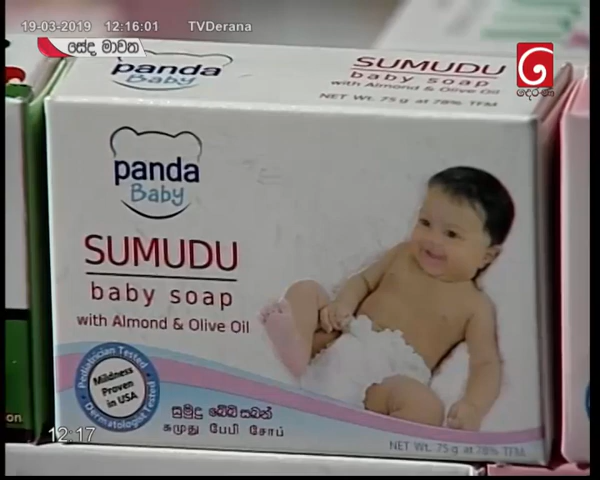 19-03-2019 12:16:01 TVDerana
සේද මාවත
දෙරණ
panda
Baby
SUMUDU
baby soap
with Almond & Olive Oil
NET Wt. 75 g at 78% TFM
panda
Baby
SUMUDU
baby soap
with Almond & Olive Oil
Pediatrician Tested
Mildness
Proven
in USA
Dermatologist Tested
සුමුදු බේබි සබන්
சுமுது பேபி சோப்
NET Wt. 75 g at 78% TFM
12:17
on